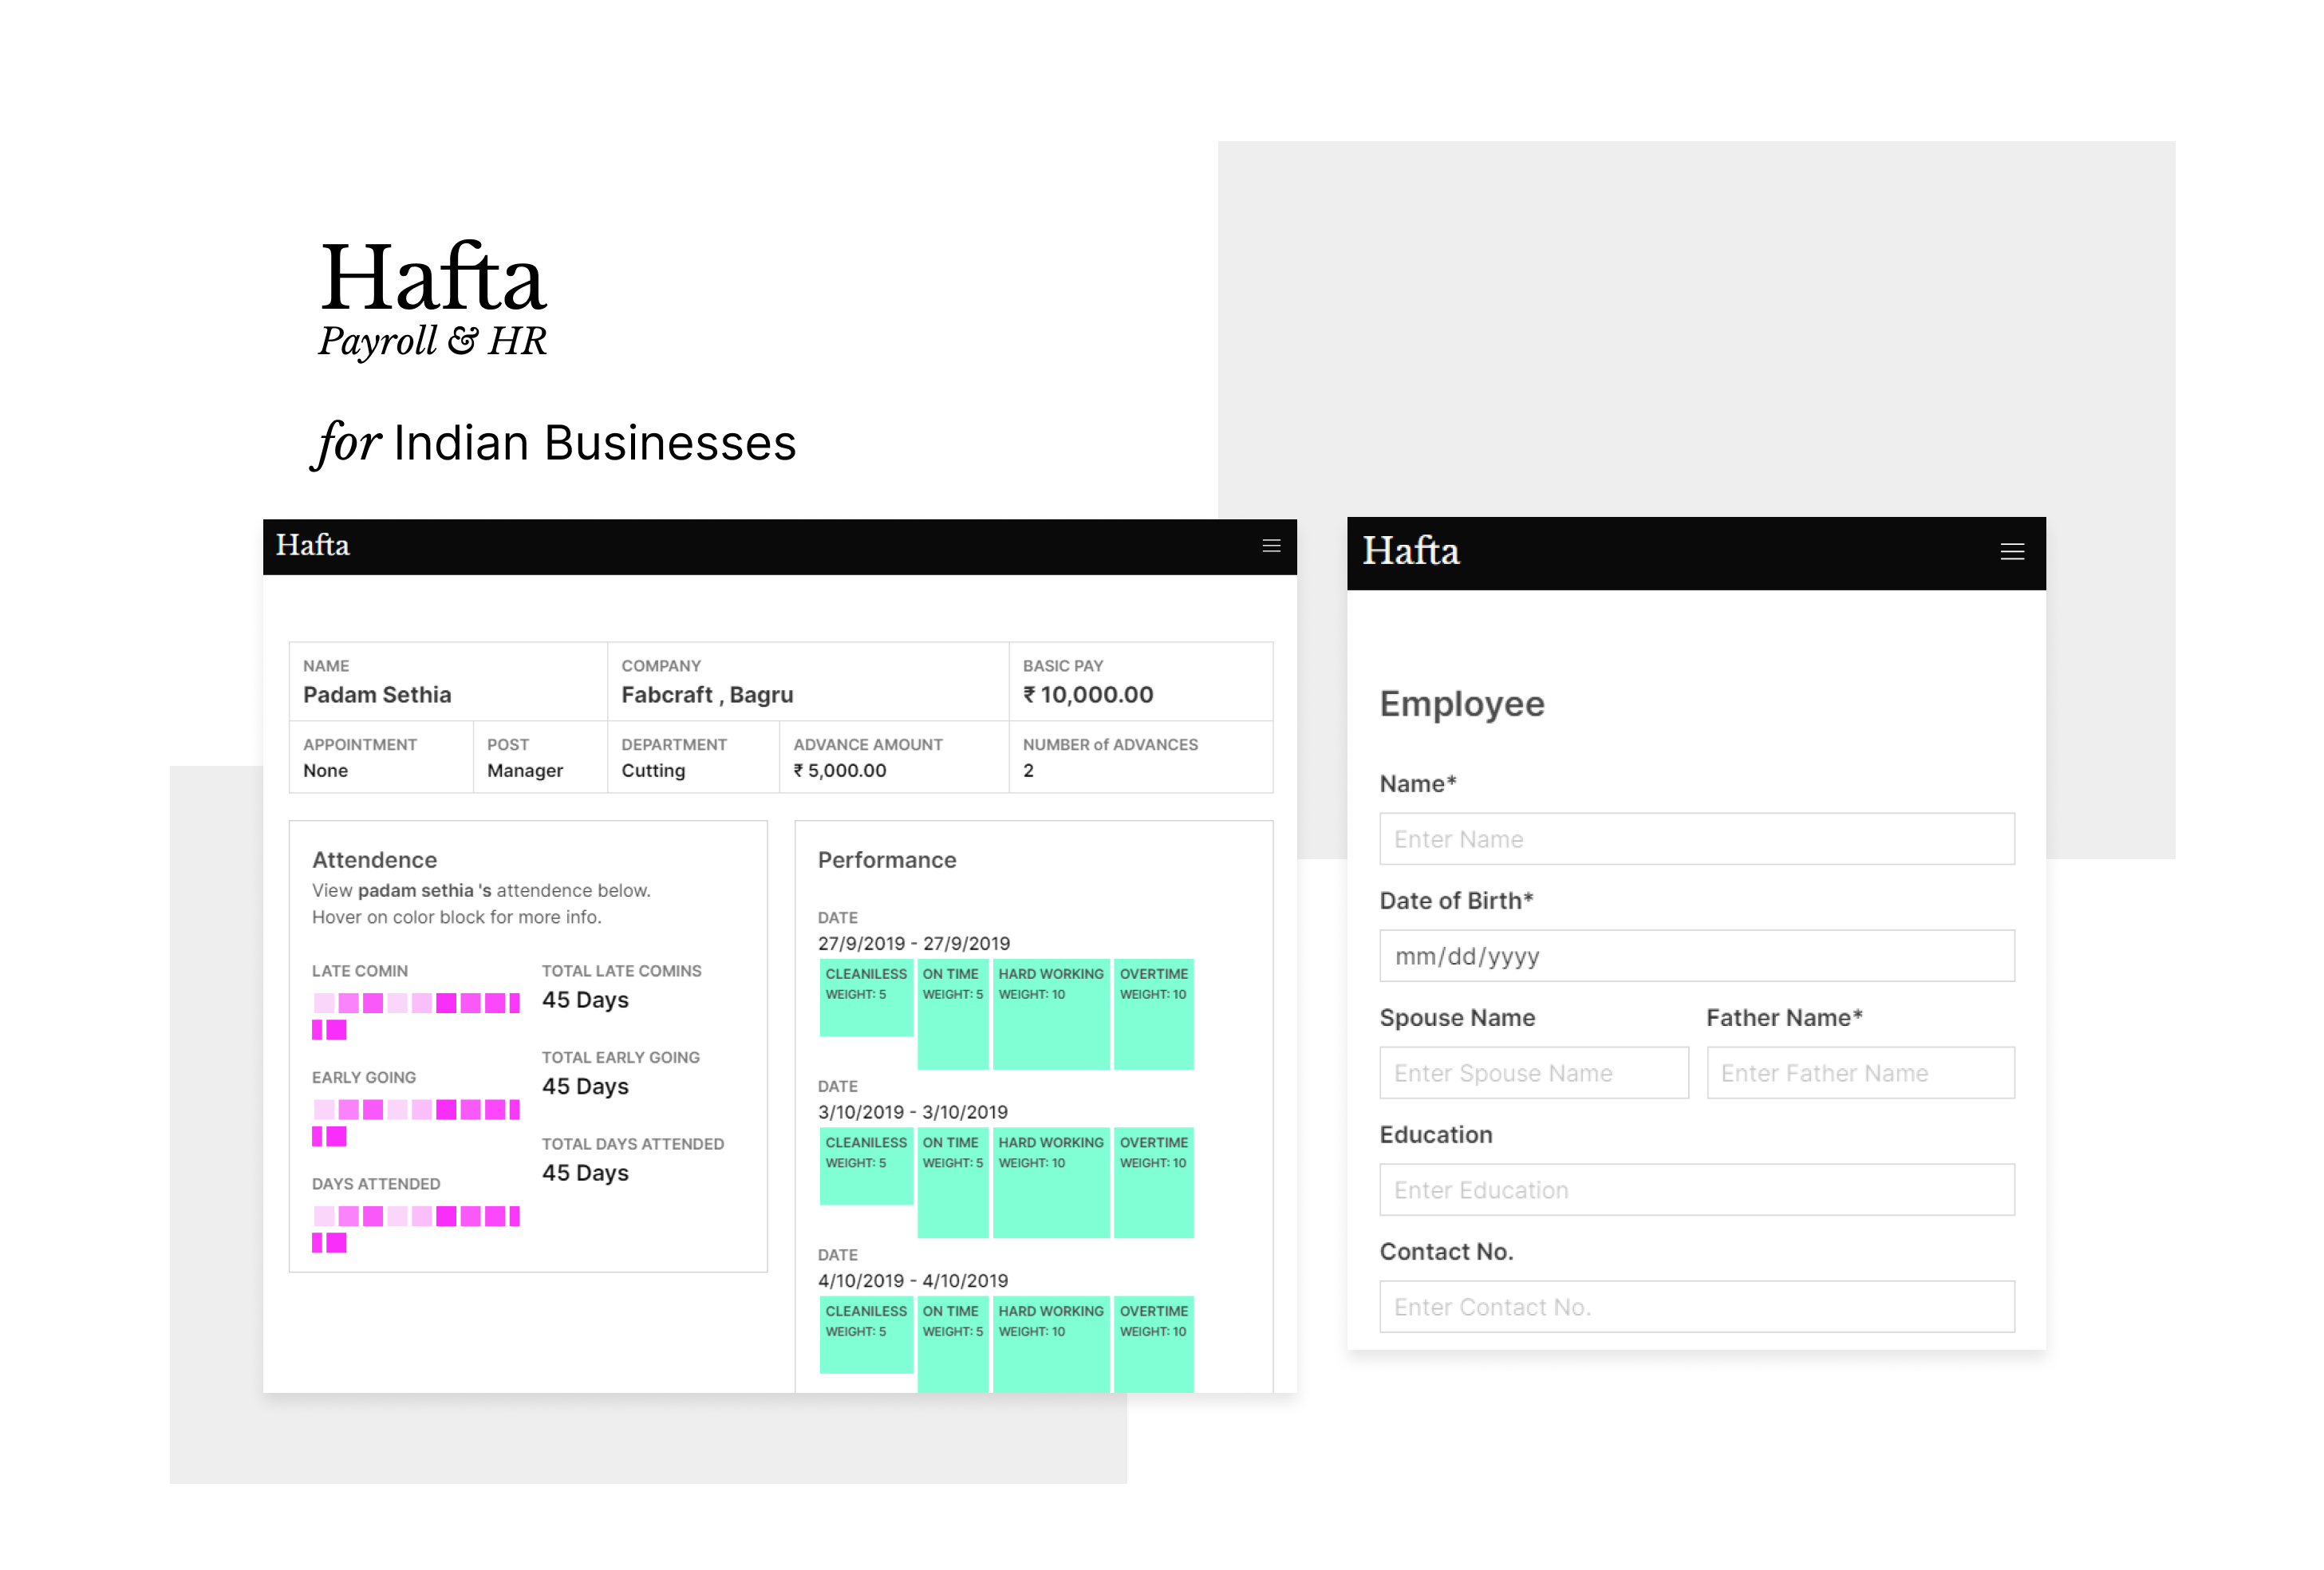 Hafta
Payroll & HR
for Indian Businesses
Hafta
NAME
Padam Sethia
COMPANY
Fabcraft , Bagru
BASIC PAY
₹ 10,000.00
APPOINTMENT
None
POST
Manager
DEPARTMENT
Cutting
ADVANCE AMOUNT
₹ 5,000.00
NUMBER of ADVANCES
2
Attendence
View padam sethia 's attendence below.
Hover on color block for more info.
LATE COMIN
EARLY GOING
DAYS ATTENDED
TOTAL LATE COMINS
45 Days
TOTAL EARLY GOING
45 Days
TOTAL DAYS ATTENDED
45 Days
Performance
DATE
27/9/2019 - 27/9/2019
CLEANILESS
WEIGHT: 5
ON TIME
WEIGHT: 5
HARD WORKING
WEIGHT: 10
OVERTIME
WEIGHT: 10
DATE
3/10/2019 - 3/10/2019
CLEANILESS
WEIGHT: 5
ON TIME
WEIGHT: 5
HARD WORKING
WEIGHT: 10
OVERTIME
WEIGHT: 10
DATE
4/10/2019 - 4/10/2019
CLEANILESS
WEIGHT: 5
ON TIME
WEIGHT: 5
HARD WORKING
WEIGHT: 10
OVERTIME
WEIGHT: 10
Hafta
Employee
Name*
Enter Name
Date of Birth*
mm/dd/yyyy
Spouse Name
Enter Spouse Name
Father Name*
Enter Father Name
Education
Enter Education
Contact No.
Enter Contact No.